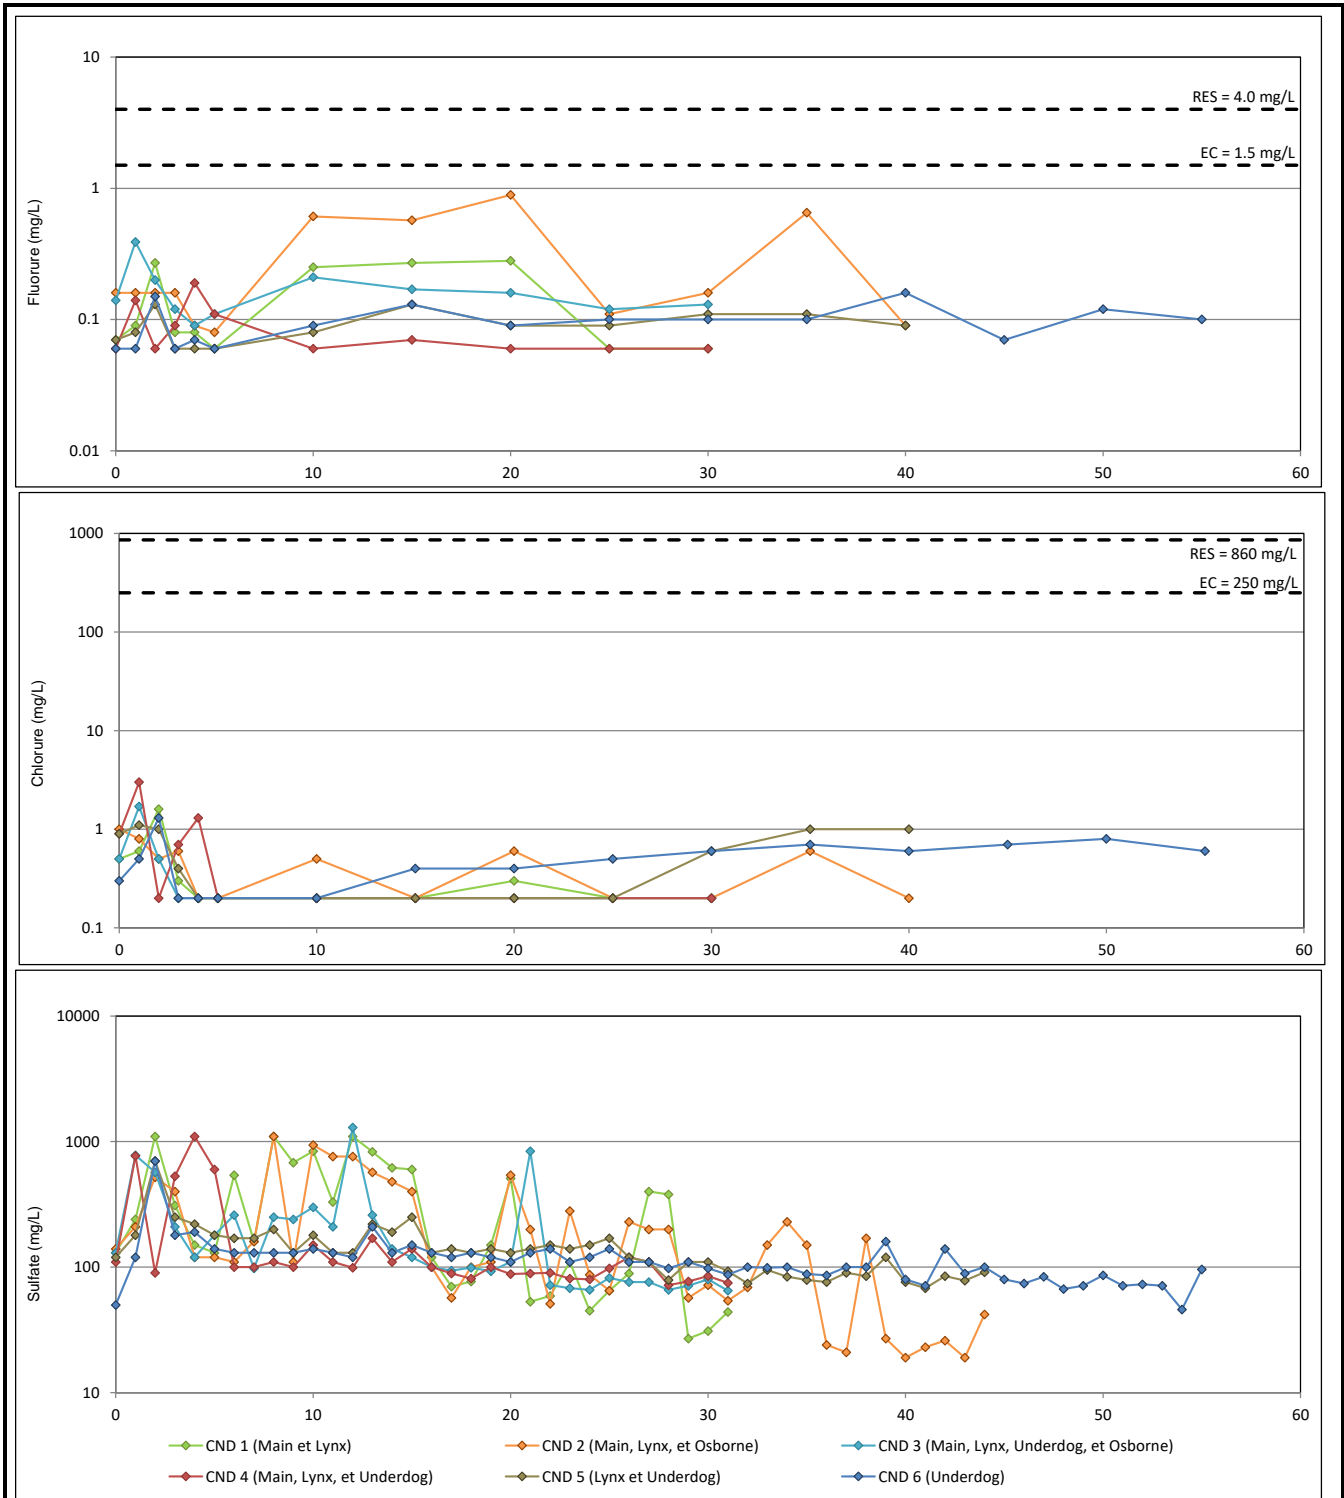 10
RES = 4.0 mg/L
EC = 1.5 mg/L
1
Fluorure (mg/L)
0.1
0.01
0 10 20 30 40 50 60
1000
RES = 860 mg/L
EC = 250 mg/L
100
Chlorure (mg/L)
10
1
0.1
0 10 20 30 40 50 60
10000
1000
Sulfate (mg/L)
100
10
0 10 20 30 40 50 60
CND 1 (Main et Lynx) CND 2 (Main, Lynx, et Osborne) CND 3 (Main, Lynx, Underdog, et Osborne)
CND 4 (Main, Lynx, et Underdog) CND 5 (Lynx et Underdog) CND 6 (Underdog)